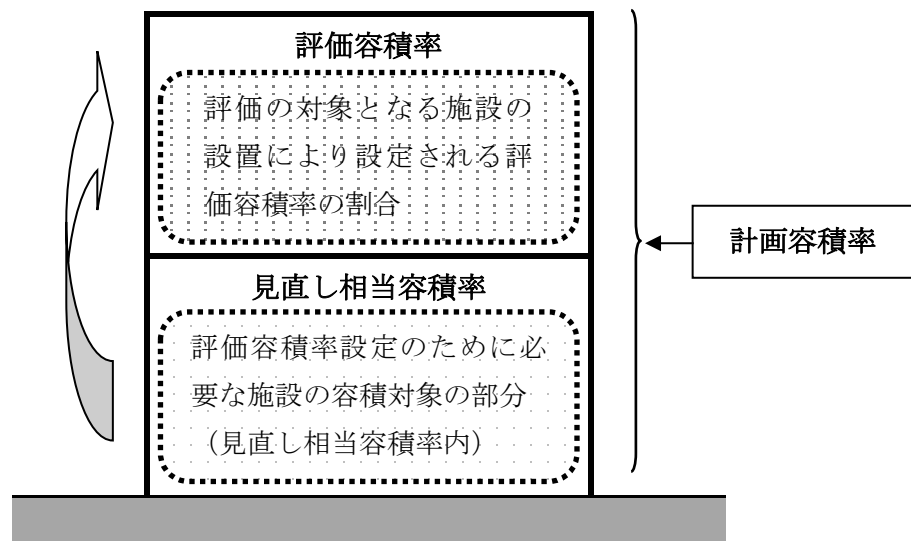 評価容積率
評価の対象となる施設の
設置により設定される評
価容積率の割合
計画容積率
見直し相当容積率
評価容積率設定のために必
要な施設の容積対象の部分
（見直し相当容積率内）